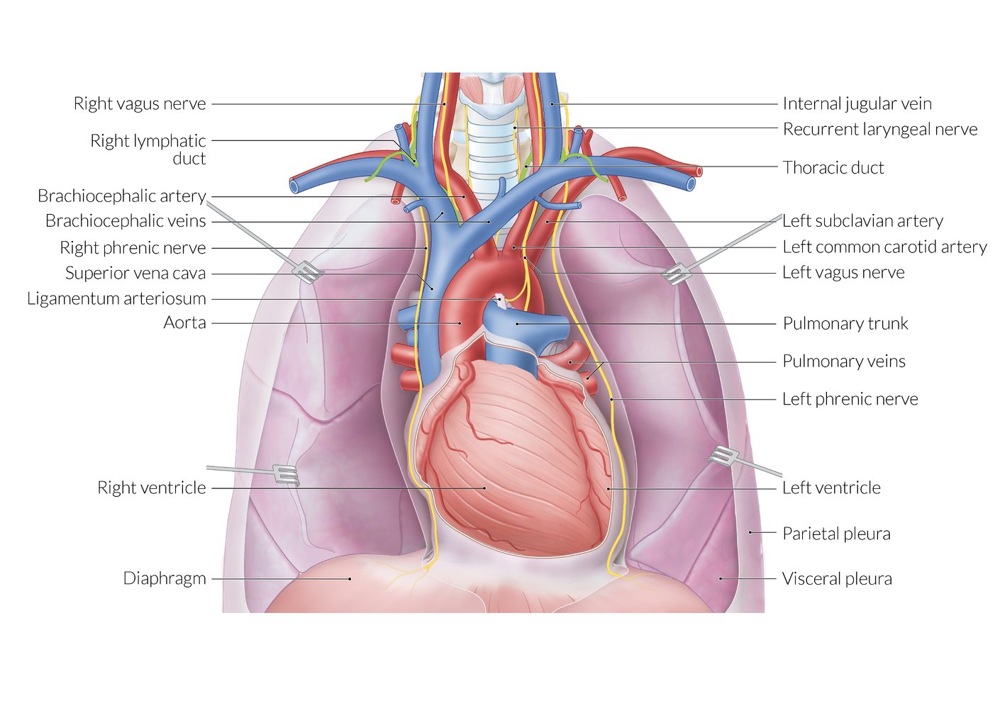 Right vagus nerve
Right lymphatic
duct
Brachiocephalic artery
Brachiocephalic veins
Right phrenic nerve
Superior vena cava
Ligamentum arteriosum
Aorta
Right ventricle
Diaphragm
Internal jugular vein
Recurrent laryngeal nerve
Thoracic duct
Left subclavian artery
Left common carotid artery
Left vagus nerve
Pulmonary trunk
Pulmonary veins
Left phrenic nerve
Left ventricle
Parietal pleura
Visceral pleura